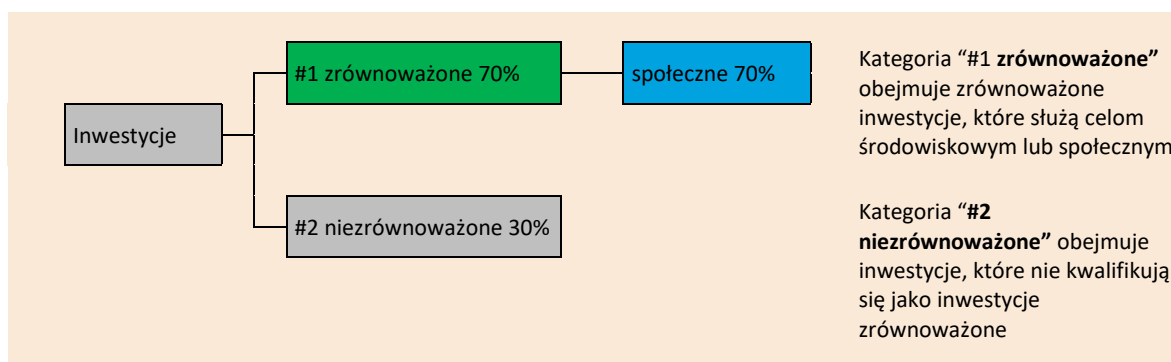 #1 zrównoważone 70%
społeczne 70%
Inwestycje
#2 niezrównoważone 30%
Kategoria “#1 zrównoważone”
obejmuje zrównoważone
inwestycje, które służą celom
środowiskowym lub społecznym
Kategoria “#2
niezrównoważone” obejmuje
inwestycje, które nie kwalifikują
się jako inwestycje
zrównoważone